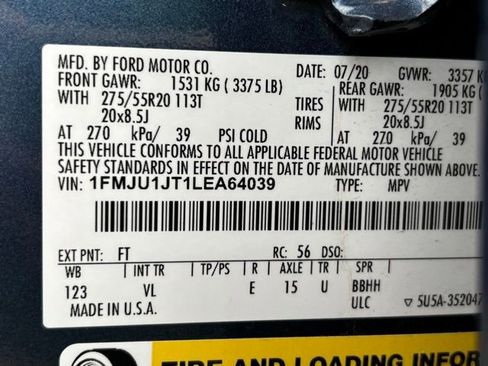 MFD. BY FORD MOTOR CO. DATE: 07/20 GVWR: 3357 K
FRONT GAWR: 1531 KG ( 3375 LB) REAR GAWR: 1905 KG (
WITH 275/55R20 113T TIRES WITH 275/55R20 113T
20x8.5J RIMS 20x8.5J
AT 270 kPa/ 39 PSI COLD AT 270 kPa/ 39
THIS VEHICLE CONFORMS TO ALL APPLICABLE FEDERAL MOTOR VEHICLE
SAFETY STANDARDS IN EFFECT ON THE DATE OF MANUFACTURE SHOWN ABOVE.
VIN: 1FMJU1JT1LEA64039 TYPE: MPV
EXT PNT: FT RC: 56 DSO:
WB INT TR TP/PS R AXLE TR SPR
123 VL E 15 U BBHH
MADE IN U.S.A. ULC ▽ 5U5A-352047
TIRE AND LOADING INFOR